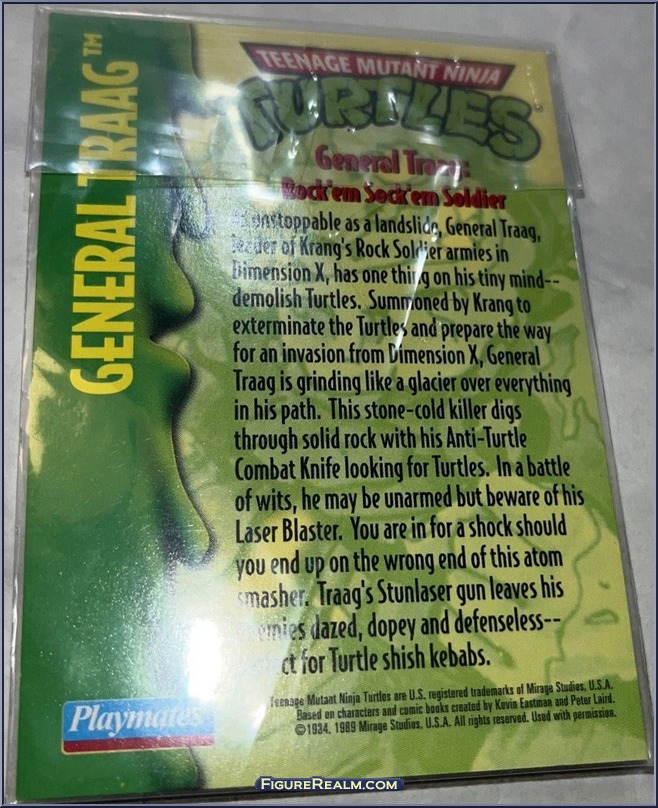 GENERAL TRAAG™
TEENAGE MUTANT NINJA
TURTLES
General Traag:
Rock'em Sock'em Soldier
As unstoppable as a landslide, General Traag,
leader of Krang's Rock Soldier armies in
Dimension X, has one thing on his tiny mind--
demolish Turtles. Summoned by Krang to
exterminate the Turtles and prepare the way
for an invasion from Dimension X, General
Traag is grinding like a glacier over everything
in his path. This stone-cold killer digs
through solid rock with his Anti-Turtle
Combat Knife looking for Turtles. In a battle
of wits, he may be unarmed but beware of his
Laser Blaster. You are in for a shock should
you end up on the wrong end of this atom
smasher. Traag's Stunlaser gun leaves his
enemies dazed, dopey and defenseless--
perfect for Turtle shish kebabs.
Playmates
Teenage Mutant Ninja Turtles are U.S. registered trademarks of Mirage Studios, U.S.A.
Based on characters and comic books created by Kevin Eastman and Peter Laird.
©1934, 1989 Mirage Studios, U.S.A. All rights reserved. Used with permission.
FIGUREREALM.COM